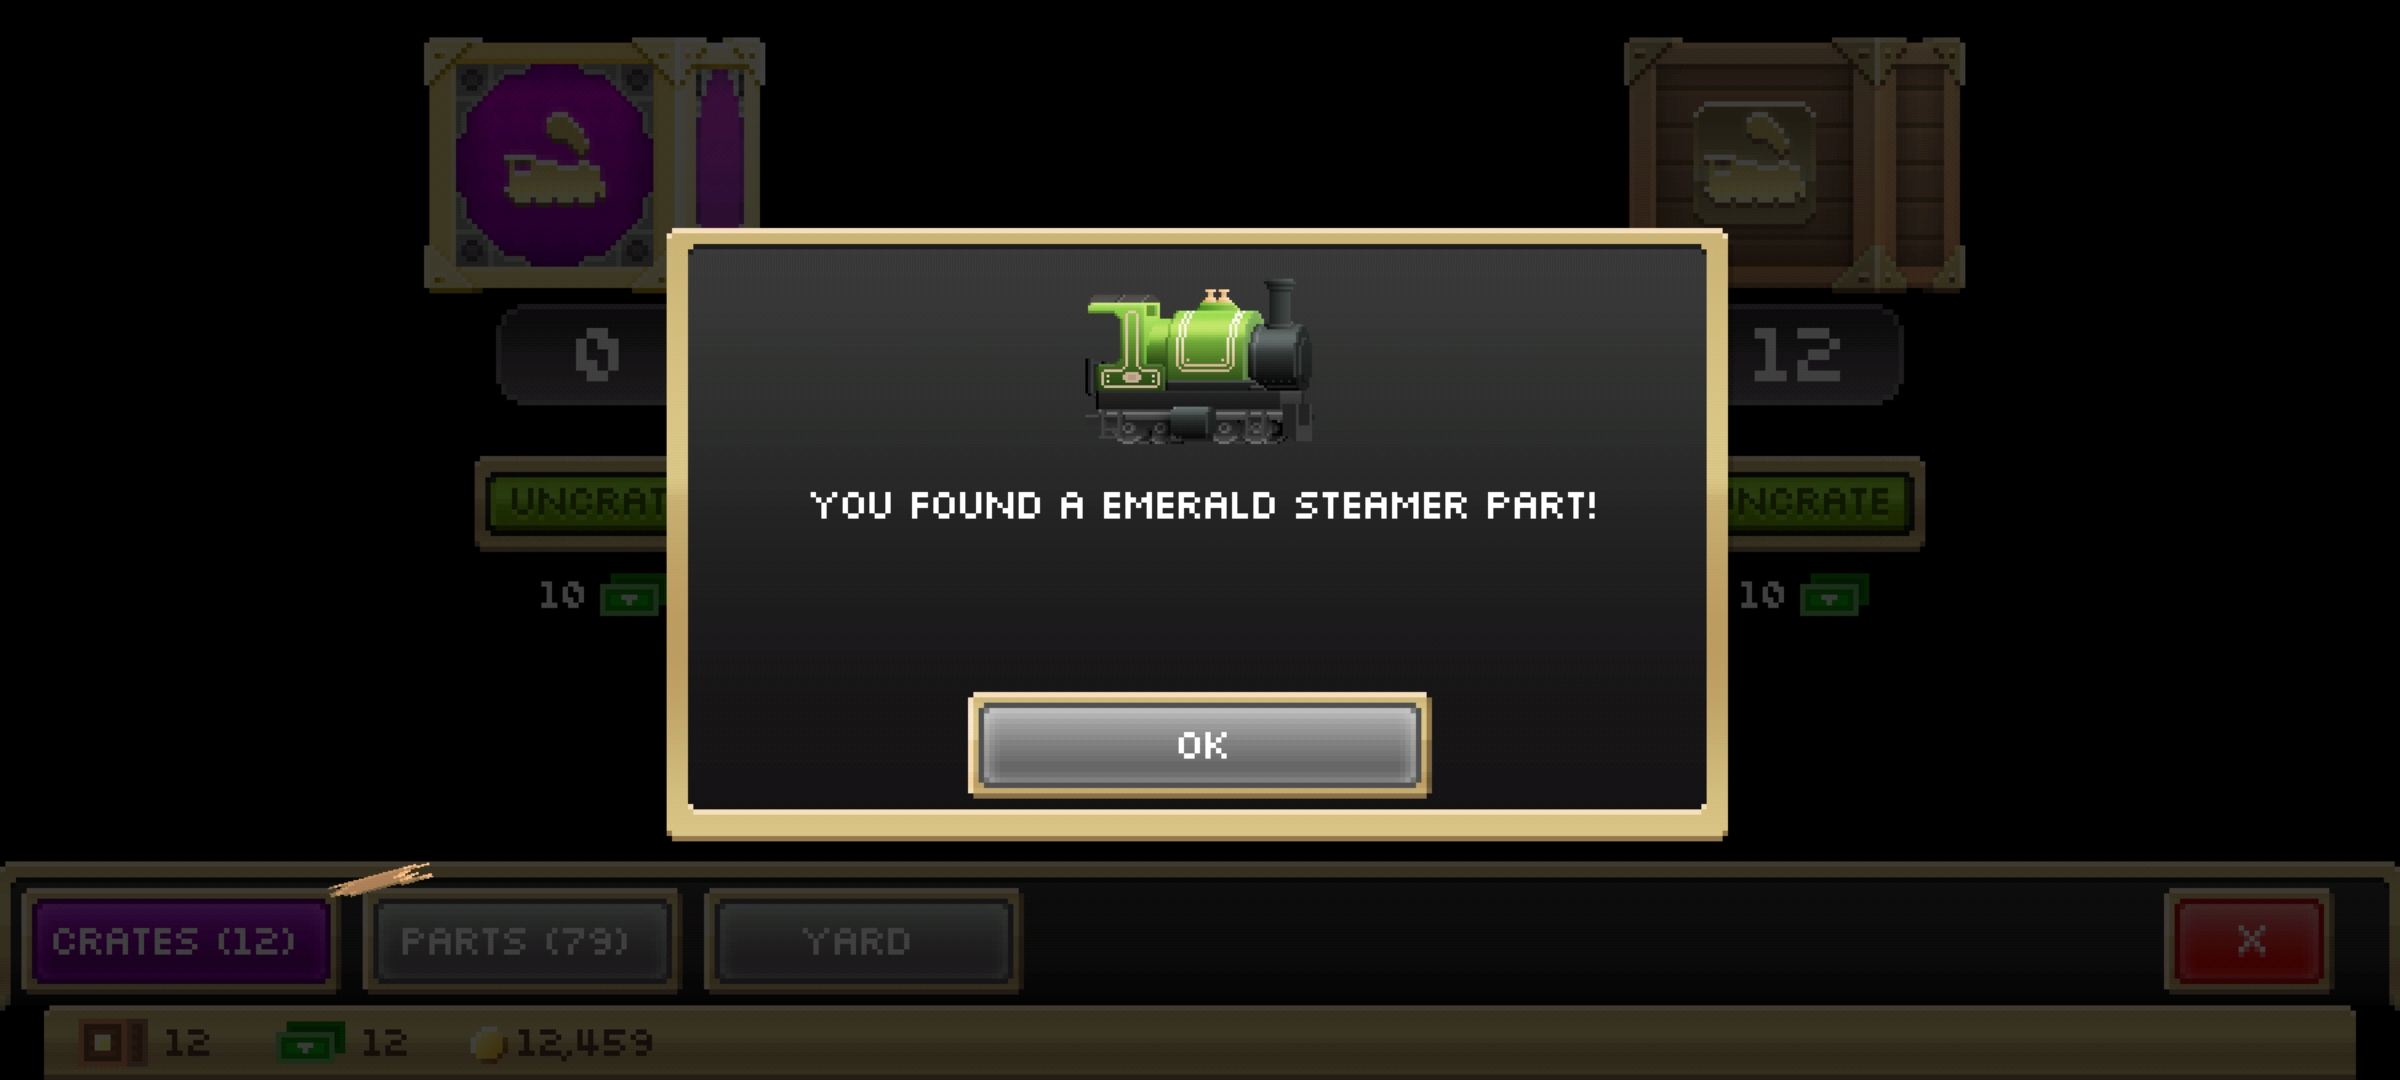 0
12
UNCRAT
NCRATE
10
10
YOU FOUND A EMERALD STEAMER PART!
OK
CRATES (12)
PARTS (79)
YARD
X
12
12
12,459